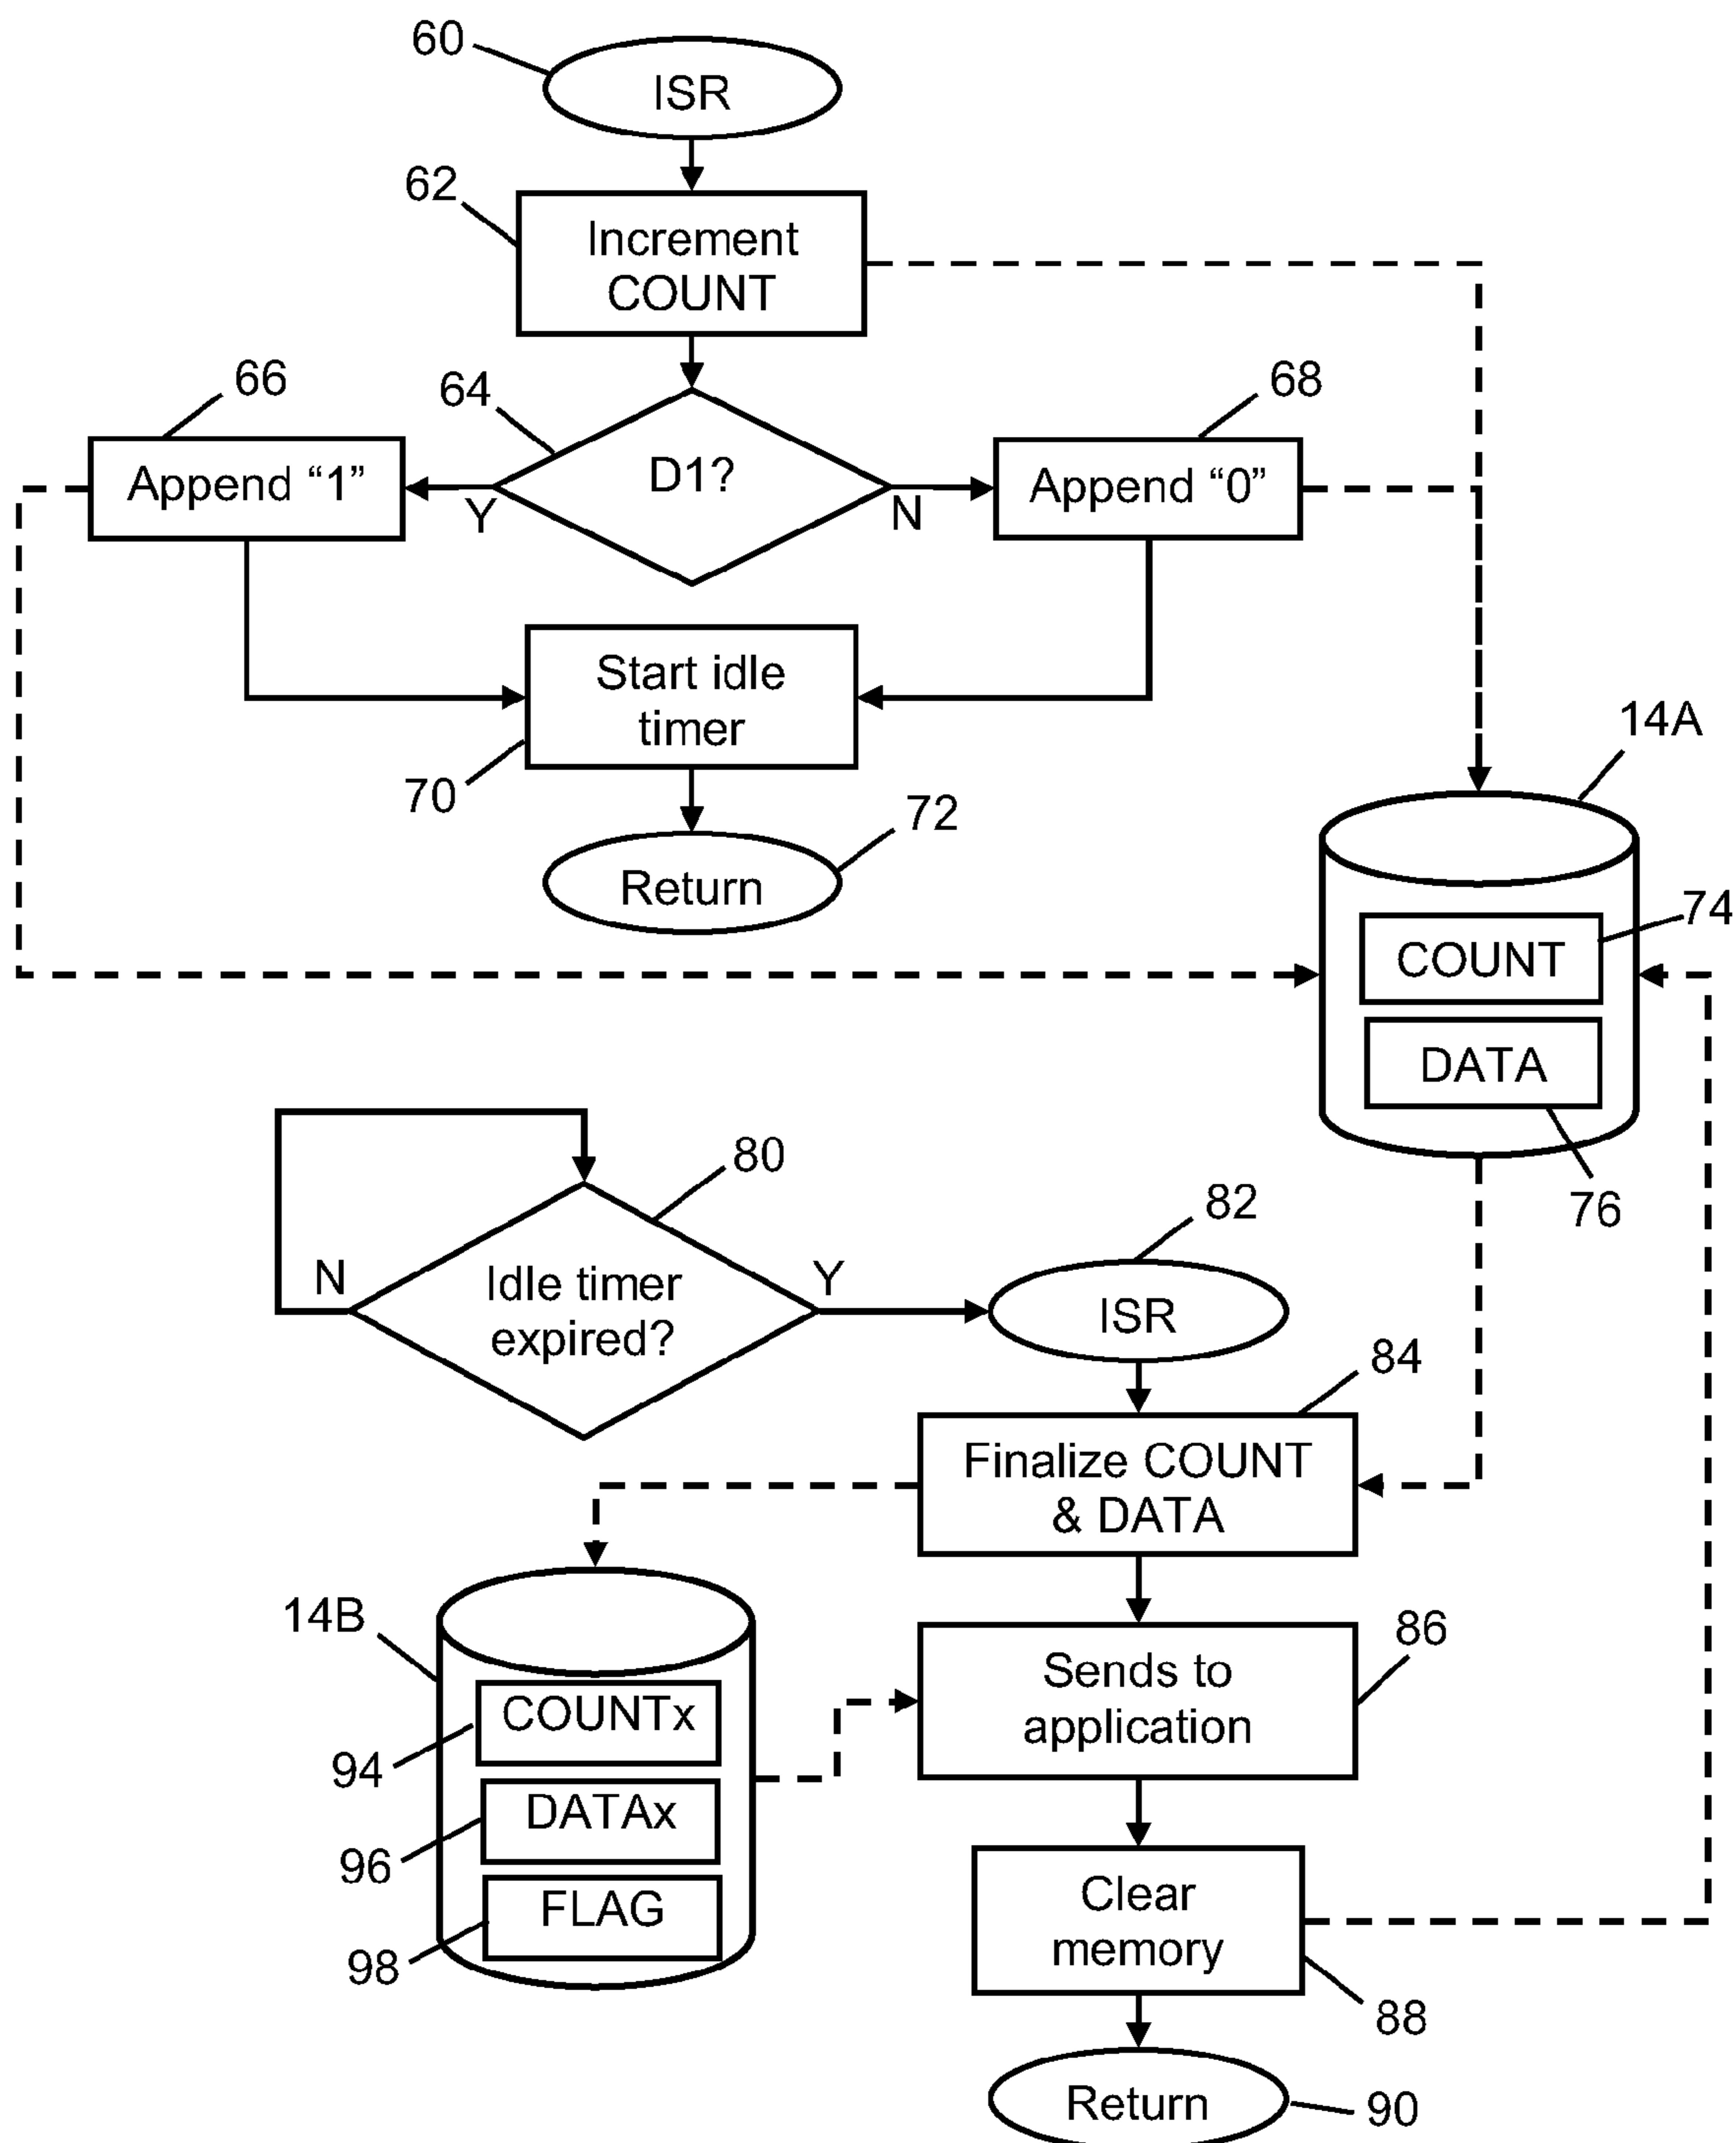 60
ISR
62
Increment
COUNT
66
64
68
Append “1”
D1?
Append “0”
Y
N
Start idle
timer
70
72
Return
14A
74
COUNT
DATA
76
80
82
N
Y
Idle timer
expired?
ISR
84
Finalize COUNT
& DATA
14B
86
Sends to
application
COUNTx
94
DATAx
96
FLAG
98
Clear
memory
88
Return
90